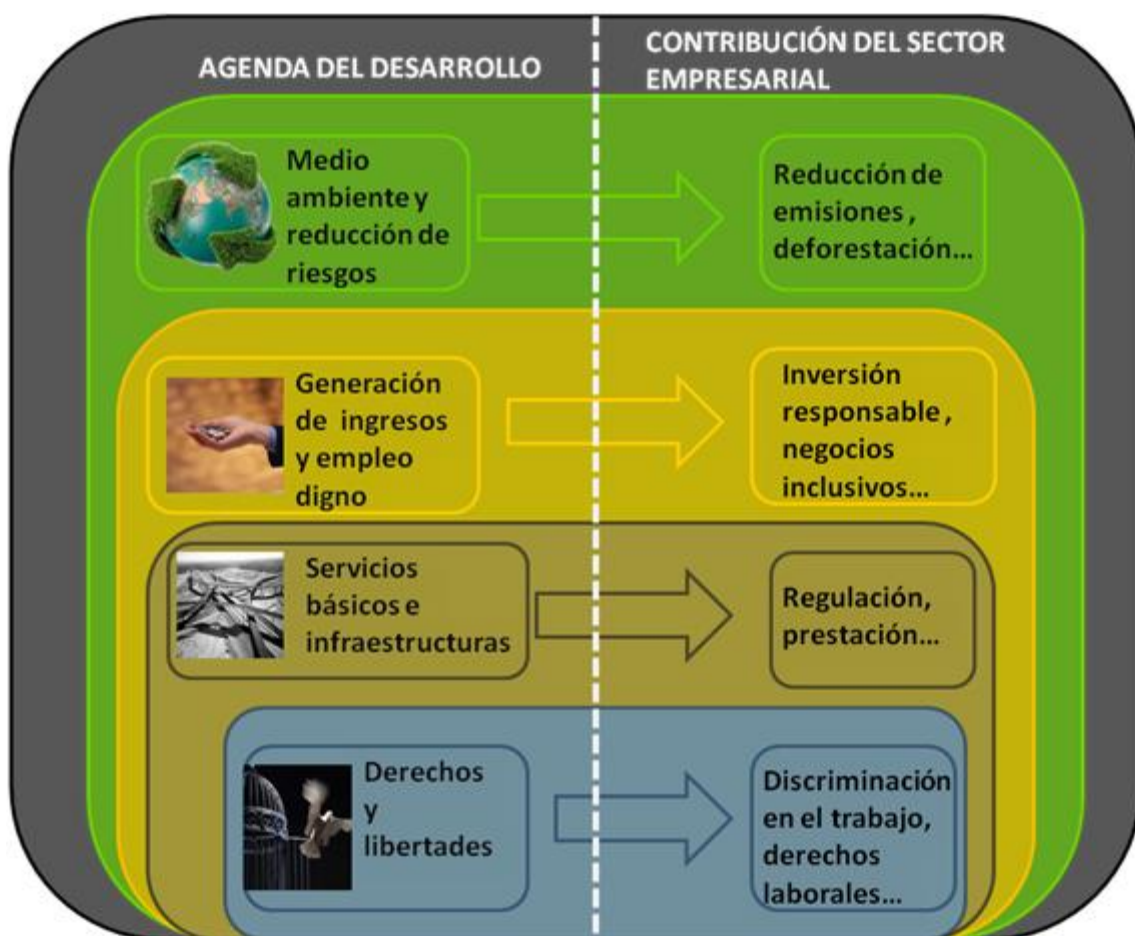 AGENDA DEL DESARROLLO
CONTRIBUCIÓN DEL SECTOR
EMPRESARIAL
Medio
ambiente y
reducción de
riesgos
Reducción de
emisiones ,
deforestación...
Generación
de ingresos
y empleo
digno
Inversión
responsable ,
negocios
inclusivos...
Servicios
básicos e
infraestructuras
Regulación,
prestación...
Derechos
y
libertades
Discriminación
en el trabajo,
derechos
laborales...